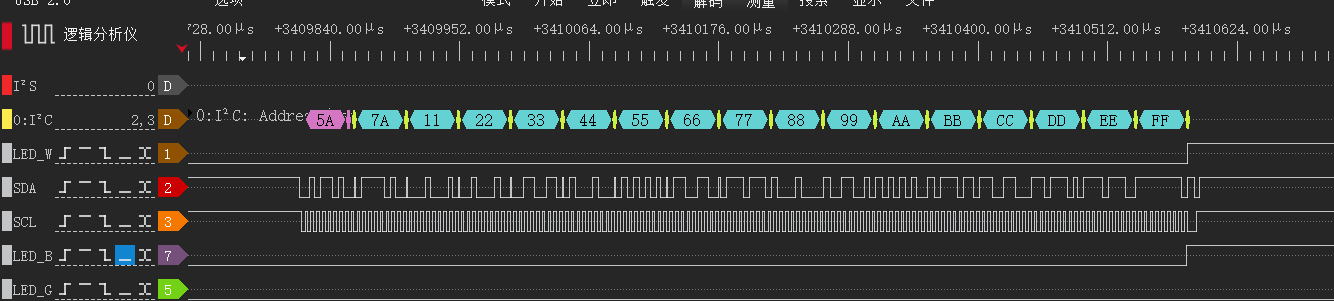 USB 2.0 选项 模式 开始 立即 触发 解码 测量 搜索 显示 文件
逻辑分析仪
728.00μs +3409840.00μs +3409952.00μs +3410064.00μs +3410176.00μs +3410288.00μs +3410400.00μs +3410512.00μs +3410624.00μs
I²S 0 D
0:I²C 2,3 D 0:I²C: Addre 5A 7A 11 22 33 44 55 66 77 88 99 AA BB CC DD EE FF
LED_W 1
SDA 2
SCL 3
LED_B 7
LED_G 5